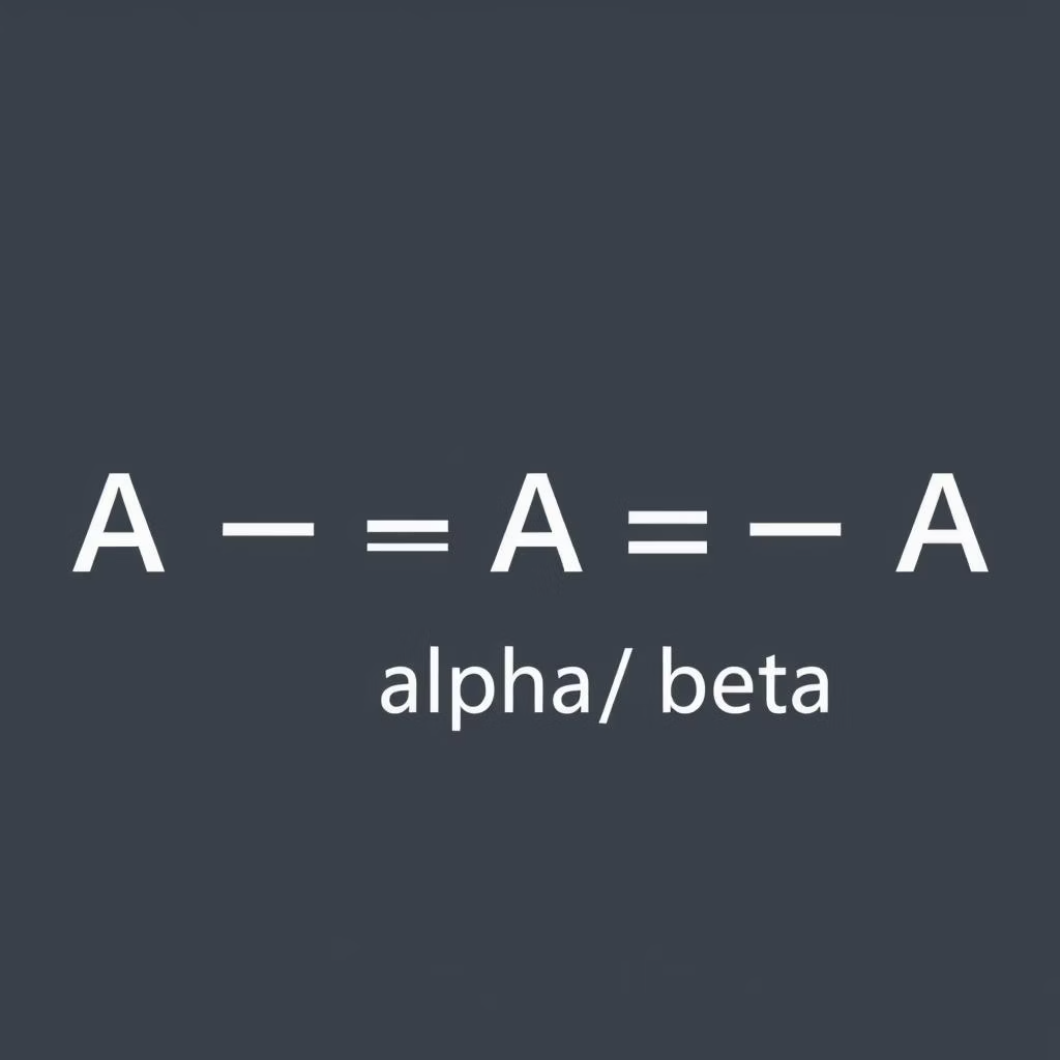 A — = A = — A
alpha/ beta